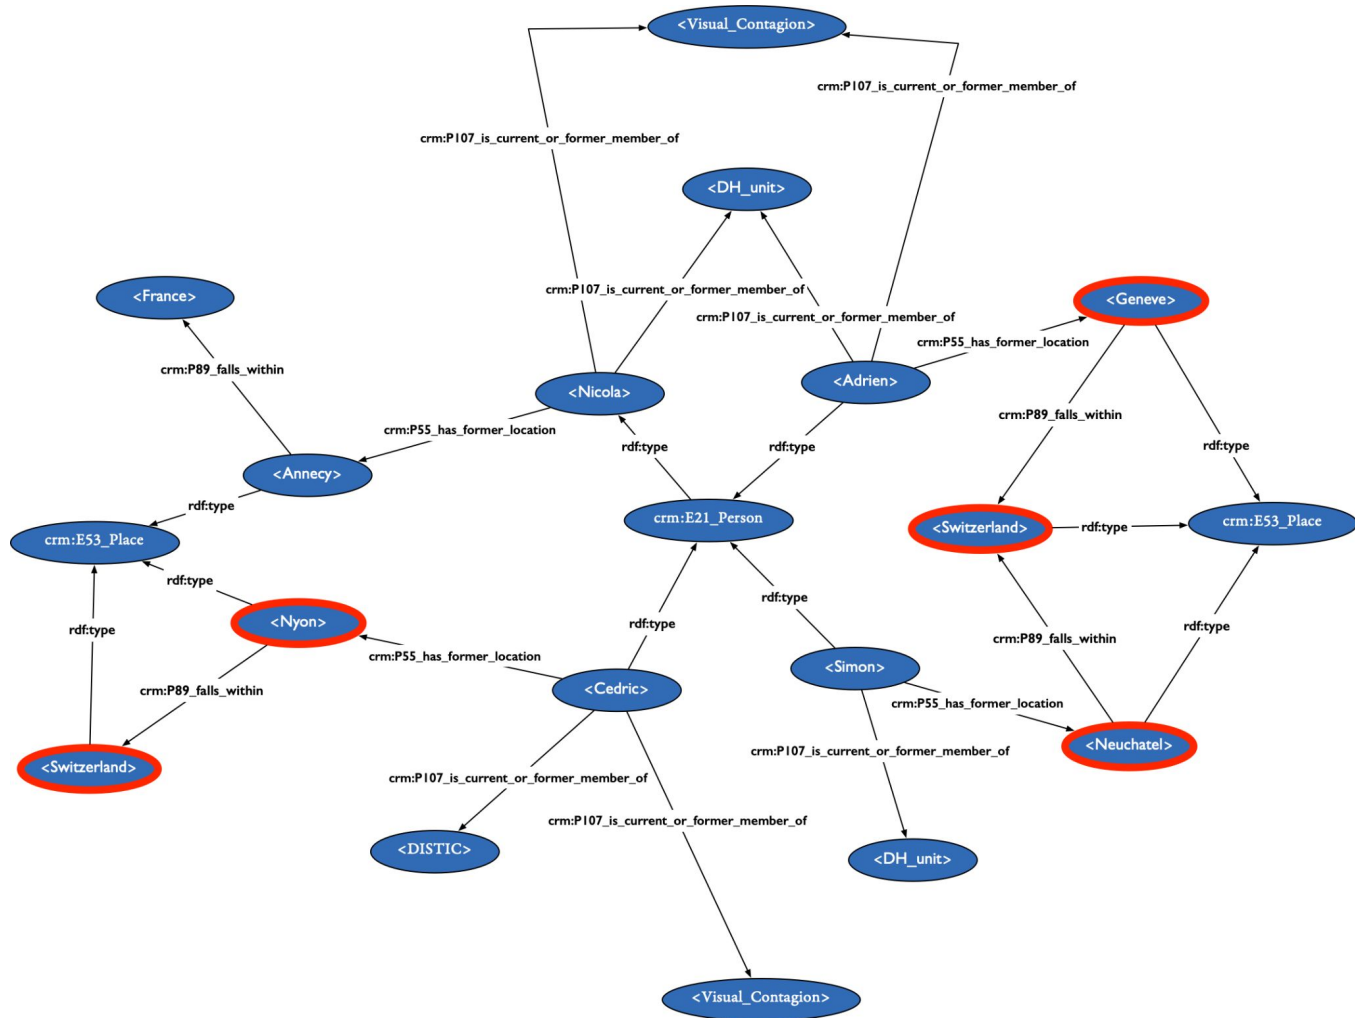 <Visual_Contagion>
crm:P107_is_current_or_former_member_of
crm:P107_is_current_or_former_member_of
<DH_unit>
<France>
crm:P107_is_current_or_former_member_of
<Geneve>
crm:P107_is_current_or_former_member_of
crm:P55_has_former_location
crm:P89_falls_within
<Nicola>
<Adrien>
crm:P89_falls_within
crm:P55_has_former_location
rdf:type
rdf:type
rdf:type
<Annecy>
rdf:type
crm:E21_Person
<Switzerland>
rdf:type
crm:E53_Place
crm:E53_Place
rdf:type
rdf:type
<Nyon>
rdf:type
rdf:type
rdf:type
crm:P89_falls_within
crm:P55_has_former_location
<Simon>
crm:P89_falls_within
<Cedric>
crm:P55_has_former_location
<Neuchatel>
crm:P107_is_current_or_former_member_of
<Switzerland>
crm:P107_is_current_or_former_member_of
crm:P107_is_current_or_former_member_of
<DISTIC>
<DH_unit>
<Visual_Contagion>